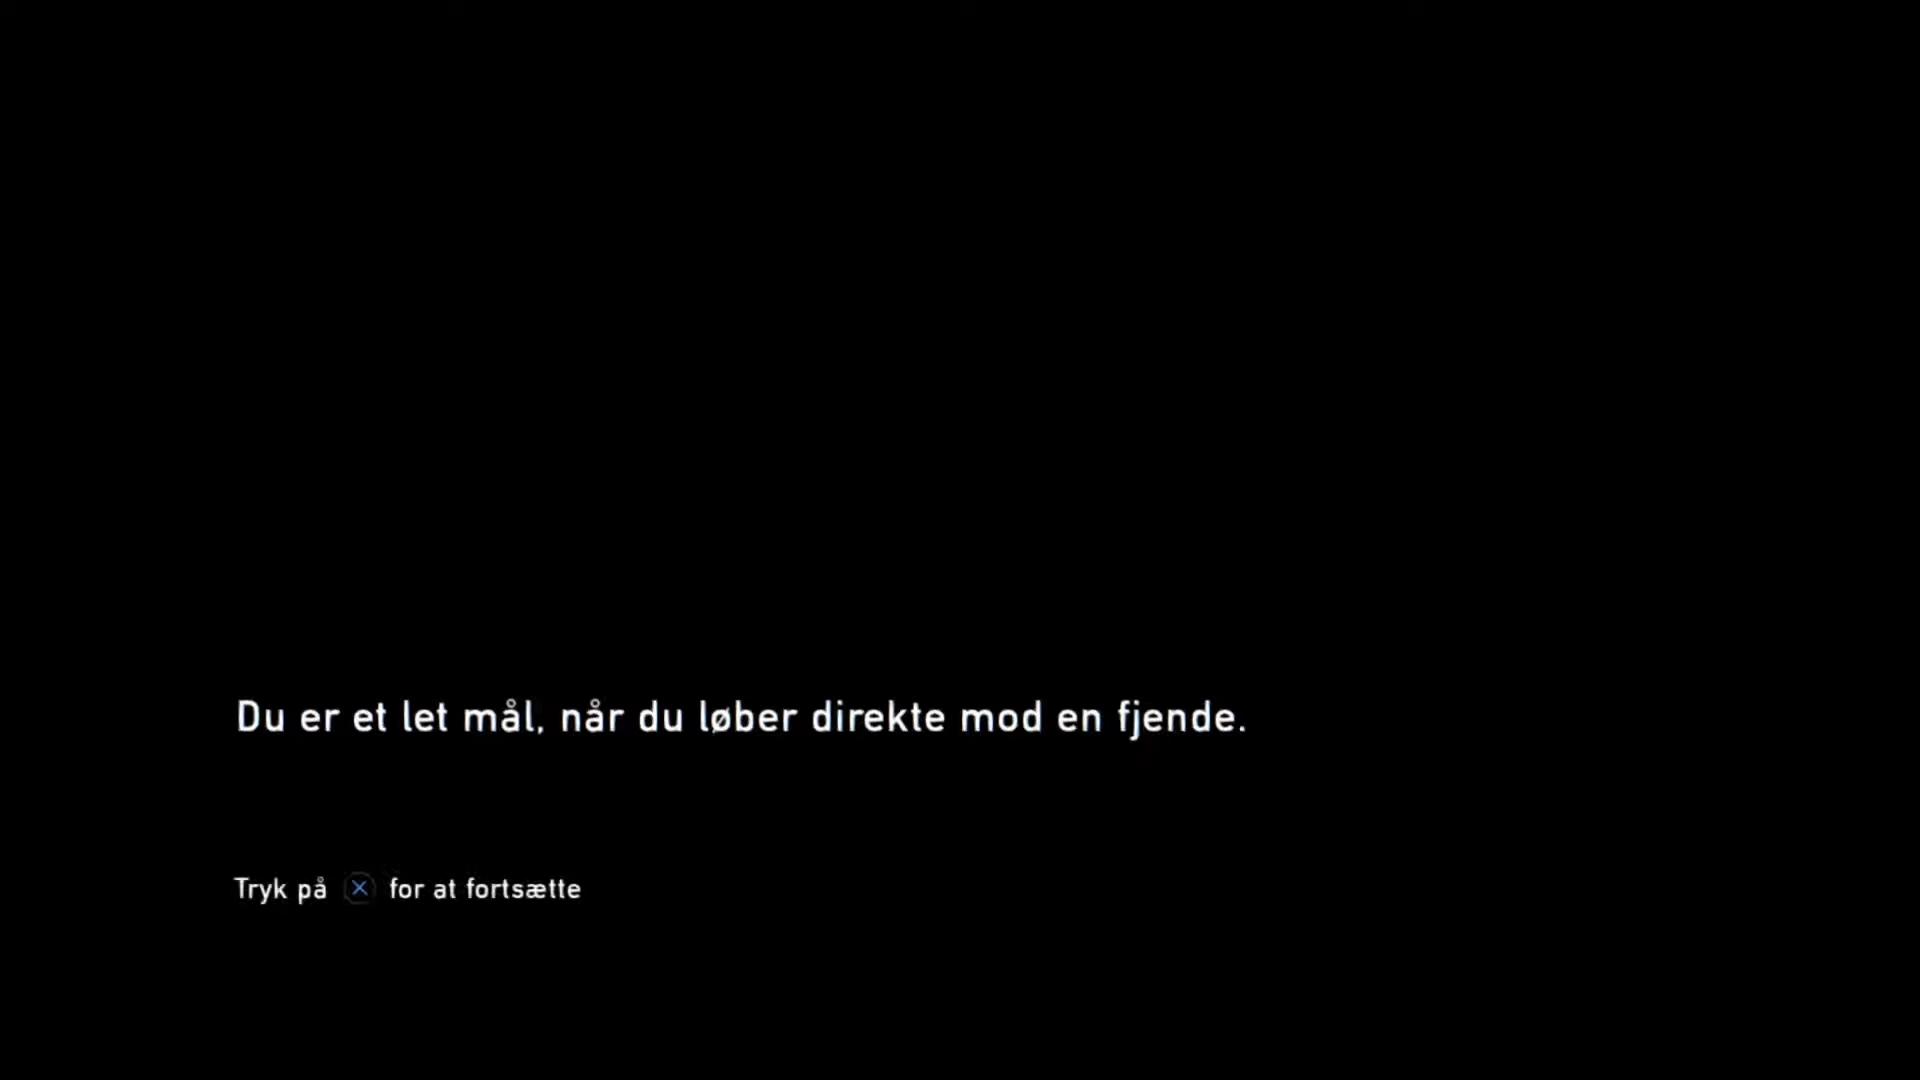 Du er et let mål, når du løber direkte mod en fjende.
Tryk på for at fortsætte